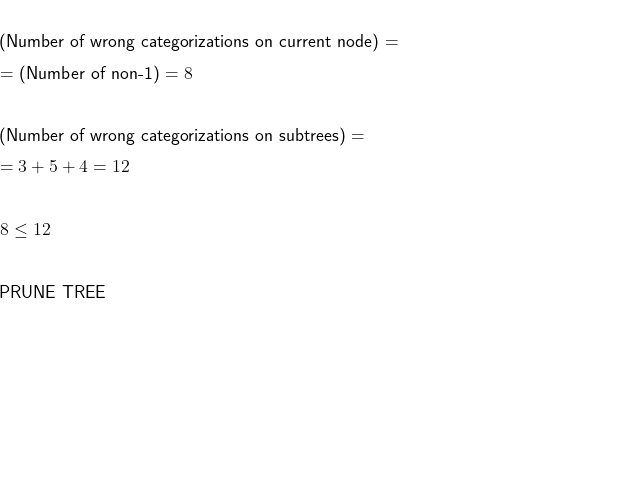 (Number of wrong categorizations on current node) =
= (Number of non-1) = 8
(Number of wrong categorizations on subtrees) =
= 3 + 5 + 4 = 12
8 ≤ 12
PRUNE TREE